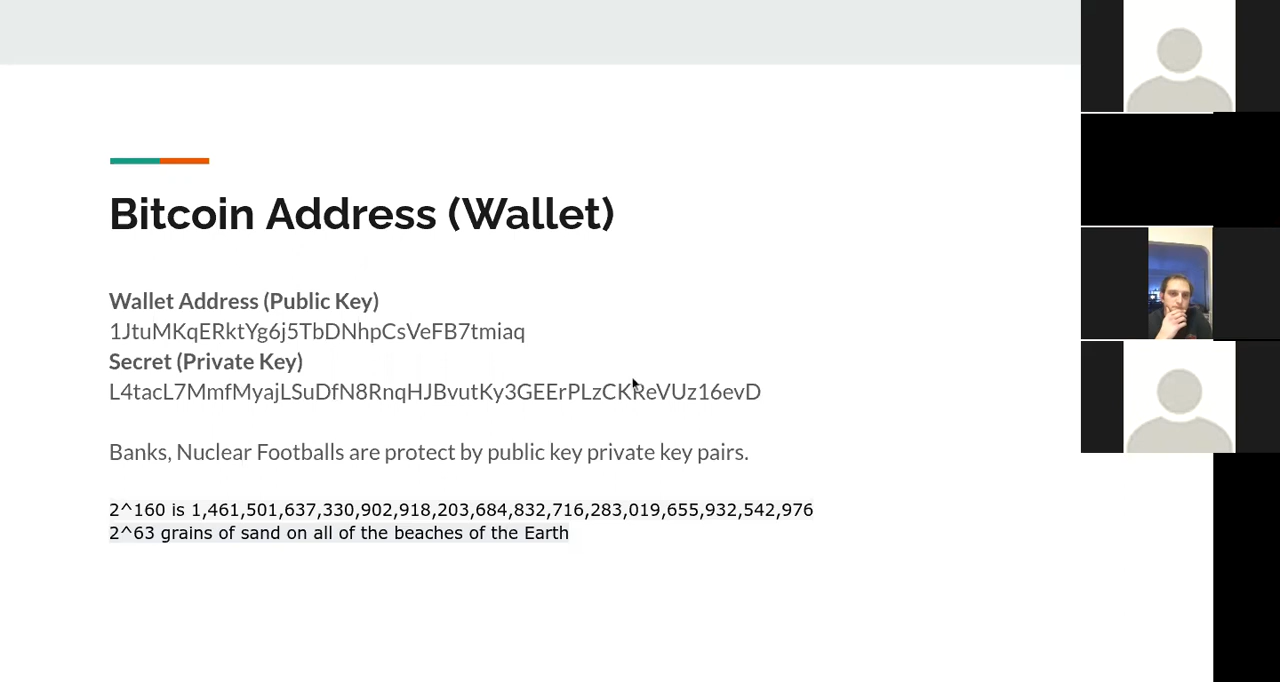 Bitcoin Address (Wallet)
Wallet Address (Public Key)
1JtuMKqERktYg6j5TbDNhpCsVeFB7tmiaq
Secret (Private Key)
L4tacL7MmfMyajLSuDfN8RnqHJBvutKy3GEErPLzCKReVUz16evD
Banks, Nuclear Footballs are protect by public key private key pairs.
2^160 is 1,461,501,637,330,902,918,203,684,832,716,283,019,655,932,542,976
2^63 grains of sand on all of the beaches of the Earth